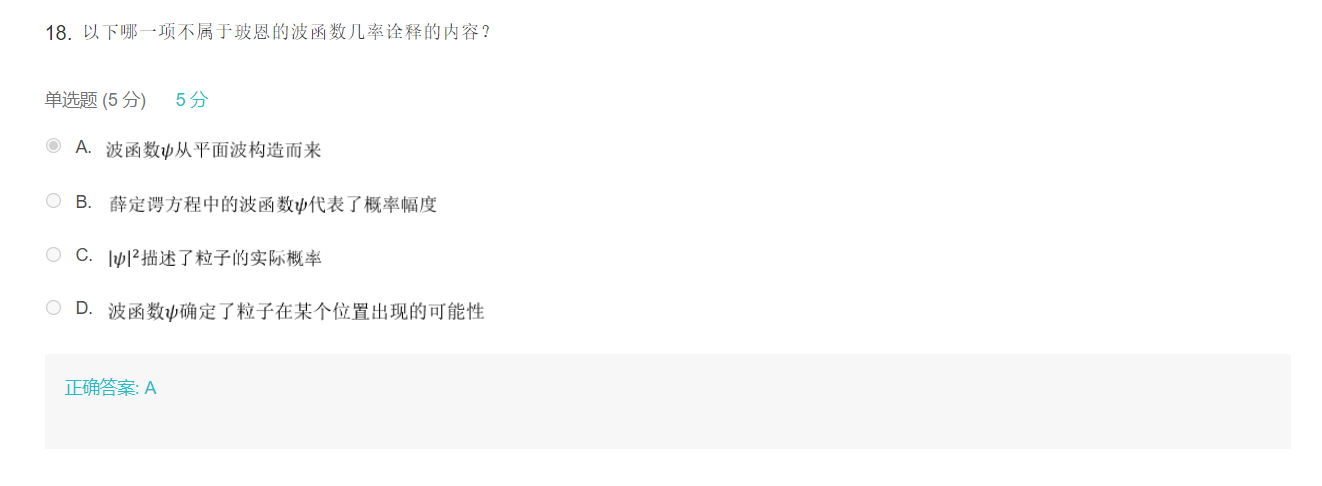 18. 以下哪一项不属于玻恩的波函数几率诠释的内容？
单选题 (5 分) 5 分
A. 波函数ψ从平面波构造而来
B. 薛定谔方程中的波函数ψ代表了概率幅度
C. |ψ|²描述了粒子的实际概率
D. 波函数ψ确定了粒子在某个位置出现的可能性
正确答案: A